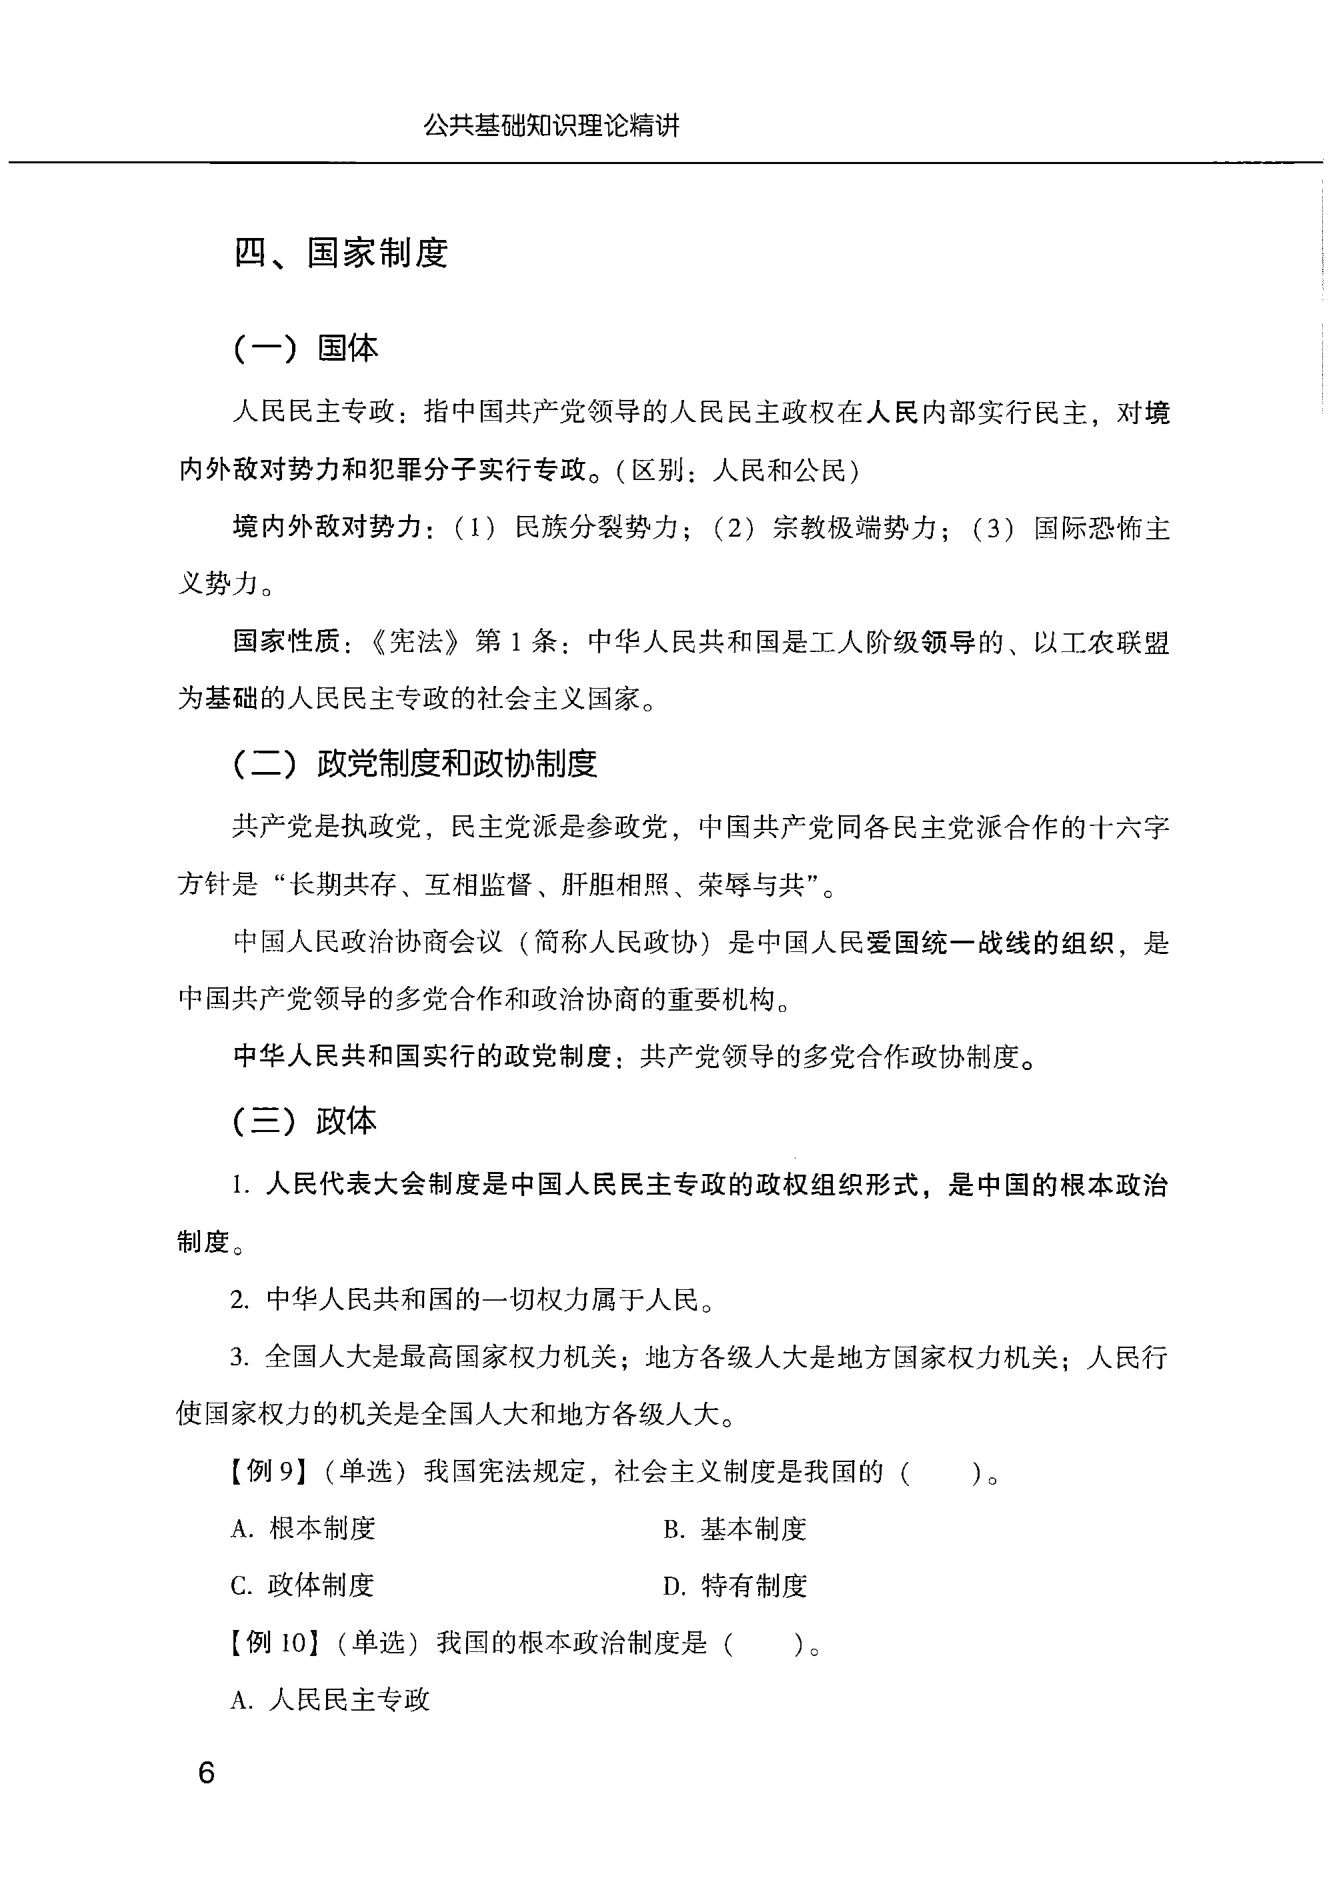 公共基础知识理论精讲
四、国家制度
（一）国体
人民民主专政：指中国共产党领导的人民民主政权在人民内部实行民主，对境
内外敌对势力和犯罪分子实行专政。(区别：人民和公民)
境内外敌对势力：(1) 民族分裂势力；(2) 宗教极端势力；(3) 国际恐怖主
义势力。
国家性质：《宪法》第 1 条：中华人民共和国是工人阶级领导的、以工农联盟
为基础的人民民主专政的社会主义国家。
（二）政党制度和政协制度
共产党是执政党，民主党派是参政党，中国共产党同各民主党派合作的十六字
方针是“长期共存、互相监督、肝胆相照、荣辱与共”。
中国人民政治协商会议（简称人民政协）是中国人民爱国统一战线的组织，是
中国共产党领导的多党合作和政治协商的重要机构。
中华人民共和国实行的政党制度：共产党领导的多党合作政协制度。
（三）政体
1. 人民代表大会制度是中国人民民主专政的政权组织形式，是中国的根本政治
制度。
2. 中华人民共和国的一切权力属于人民。
3. 全国人大是最高国家权力机关；地方各级人大是地方国家权力机关；人民行
使国家权力的机关是全国人大和地方各级人大。
【例 9】(单选) 我国宪法规定，社会主义制度是我国的（　　）。
A. 根本制度 B. 基本制度
C. 政体制度 D. 特有制度
【例 10】(单选) 我国的根本政治制度是（　　）。
A. 人民民主专政
6